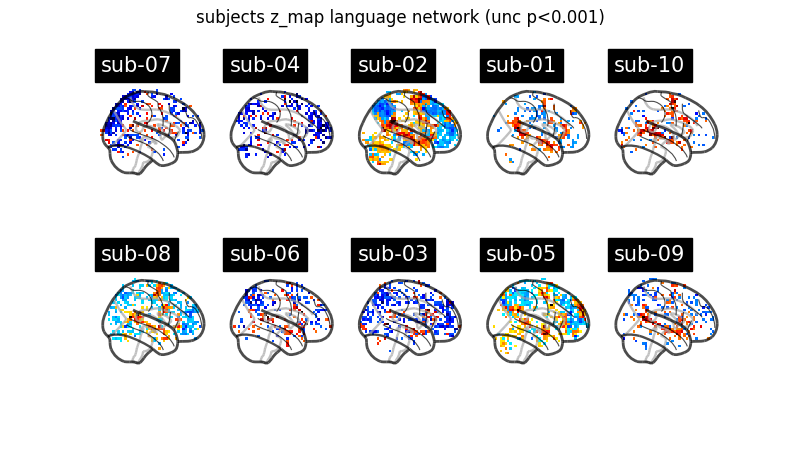 subjects z_map language network (unc p<0.001)
sub-07 sub-04 sub-02 sub-01 sub-10
sub-08 sub-06 sub-03 sub-05 sub-09